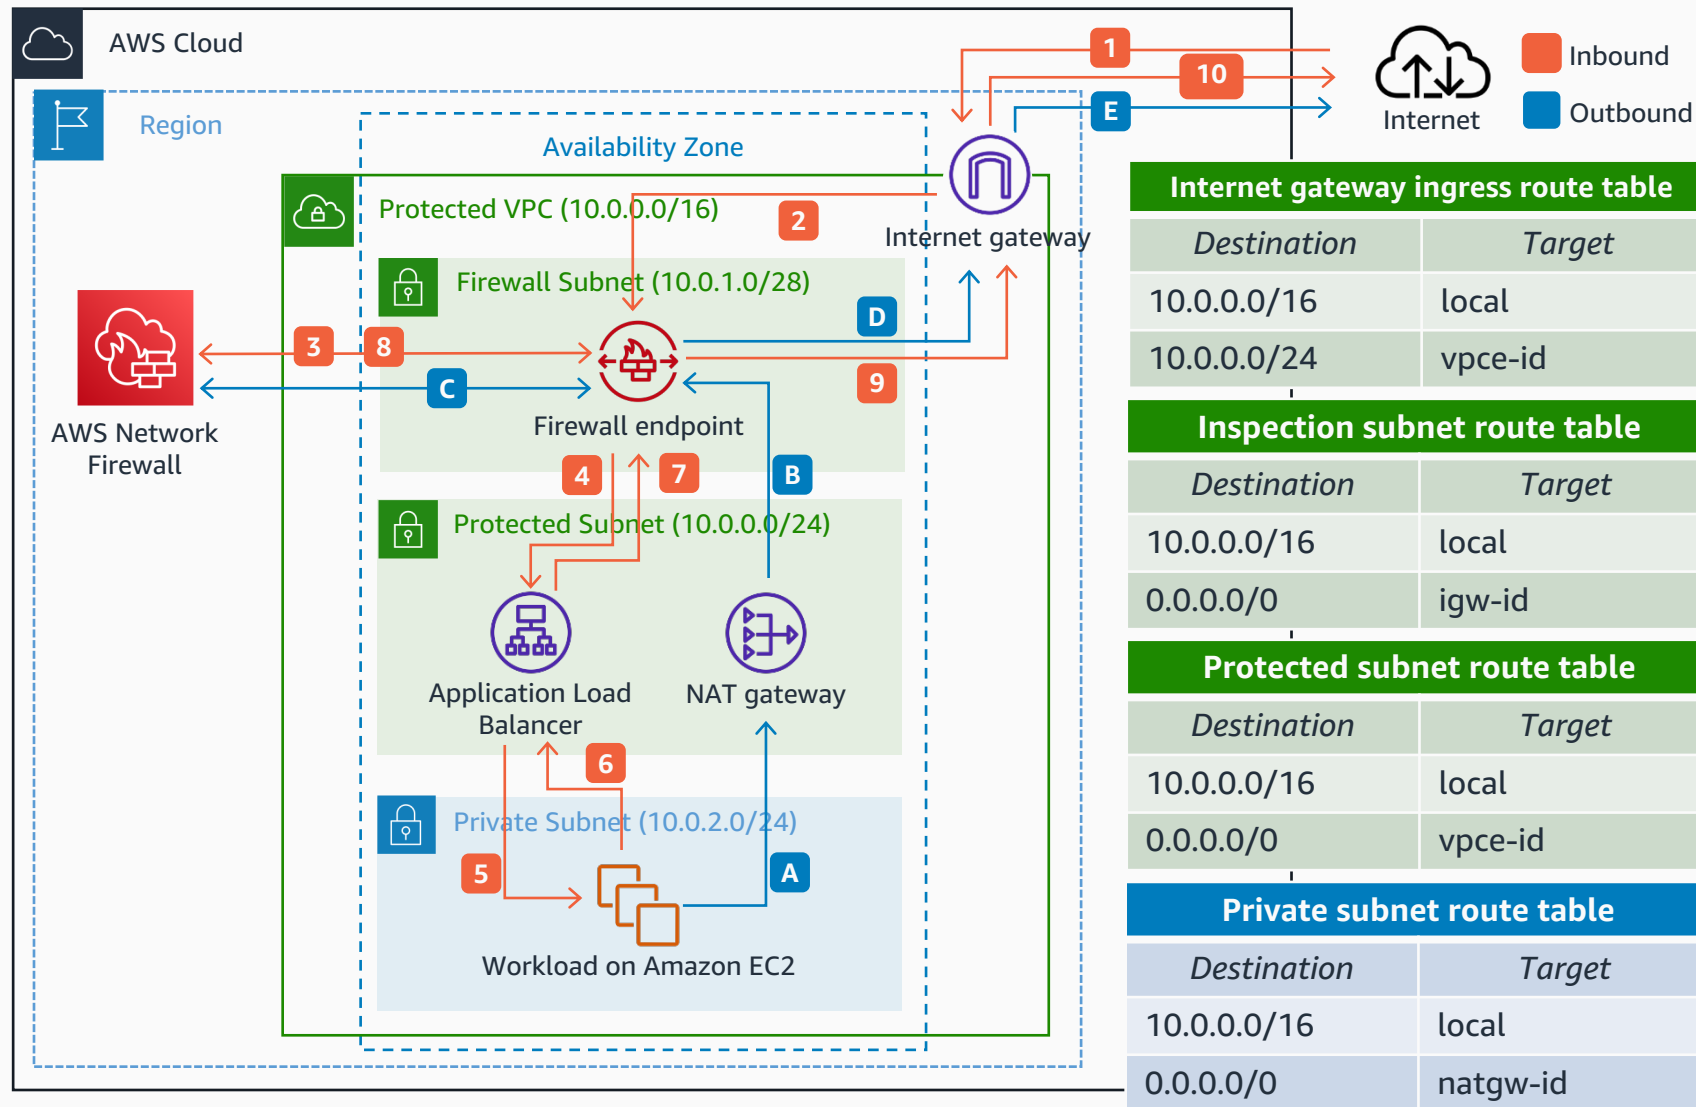 AWS Cloud
Region
Availability Zone
Protected VPC (10.0.0.0/16)
1
10
E
Internet
Inbound
Outbound
2
Internet gateway
Firewall Subnet (10.0.1.0/28)
D
3
8
C
9
AWS Network
Firewall
Firewall endpoint
4
7
B
Protected Subnet (10.0.0.0/24)
Application Load
Balancer
NAT gateway
6
Private Subnet (10.0.2.0/24)
5
A
Workload on Amazon EC2
Internet gateway ingress route table
Destination Target
10.0.0.0/16 local
10.0.0.0/24 vpce-id
Inspection subnet route table
Destination Target
10.0.0.0/16 local
0.0.0.0/0 igw-id
Protected subnet route table
Destination Target
10.0.0.0/16 local
0.0.0.0/0 vpce-id
Private subnet route table
Destination Target
10.0.0.0/16 local
0.0.0.0/0 natgw-id